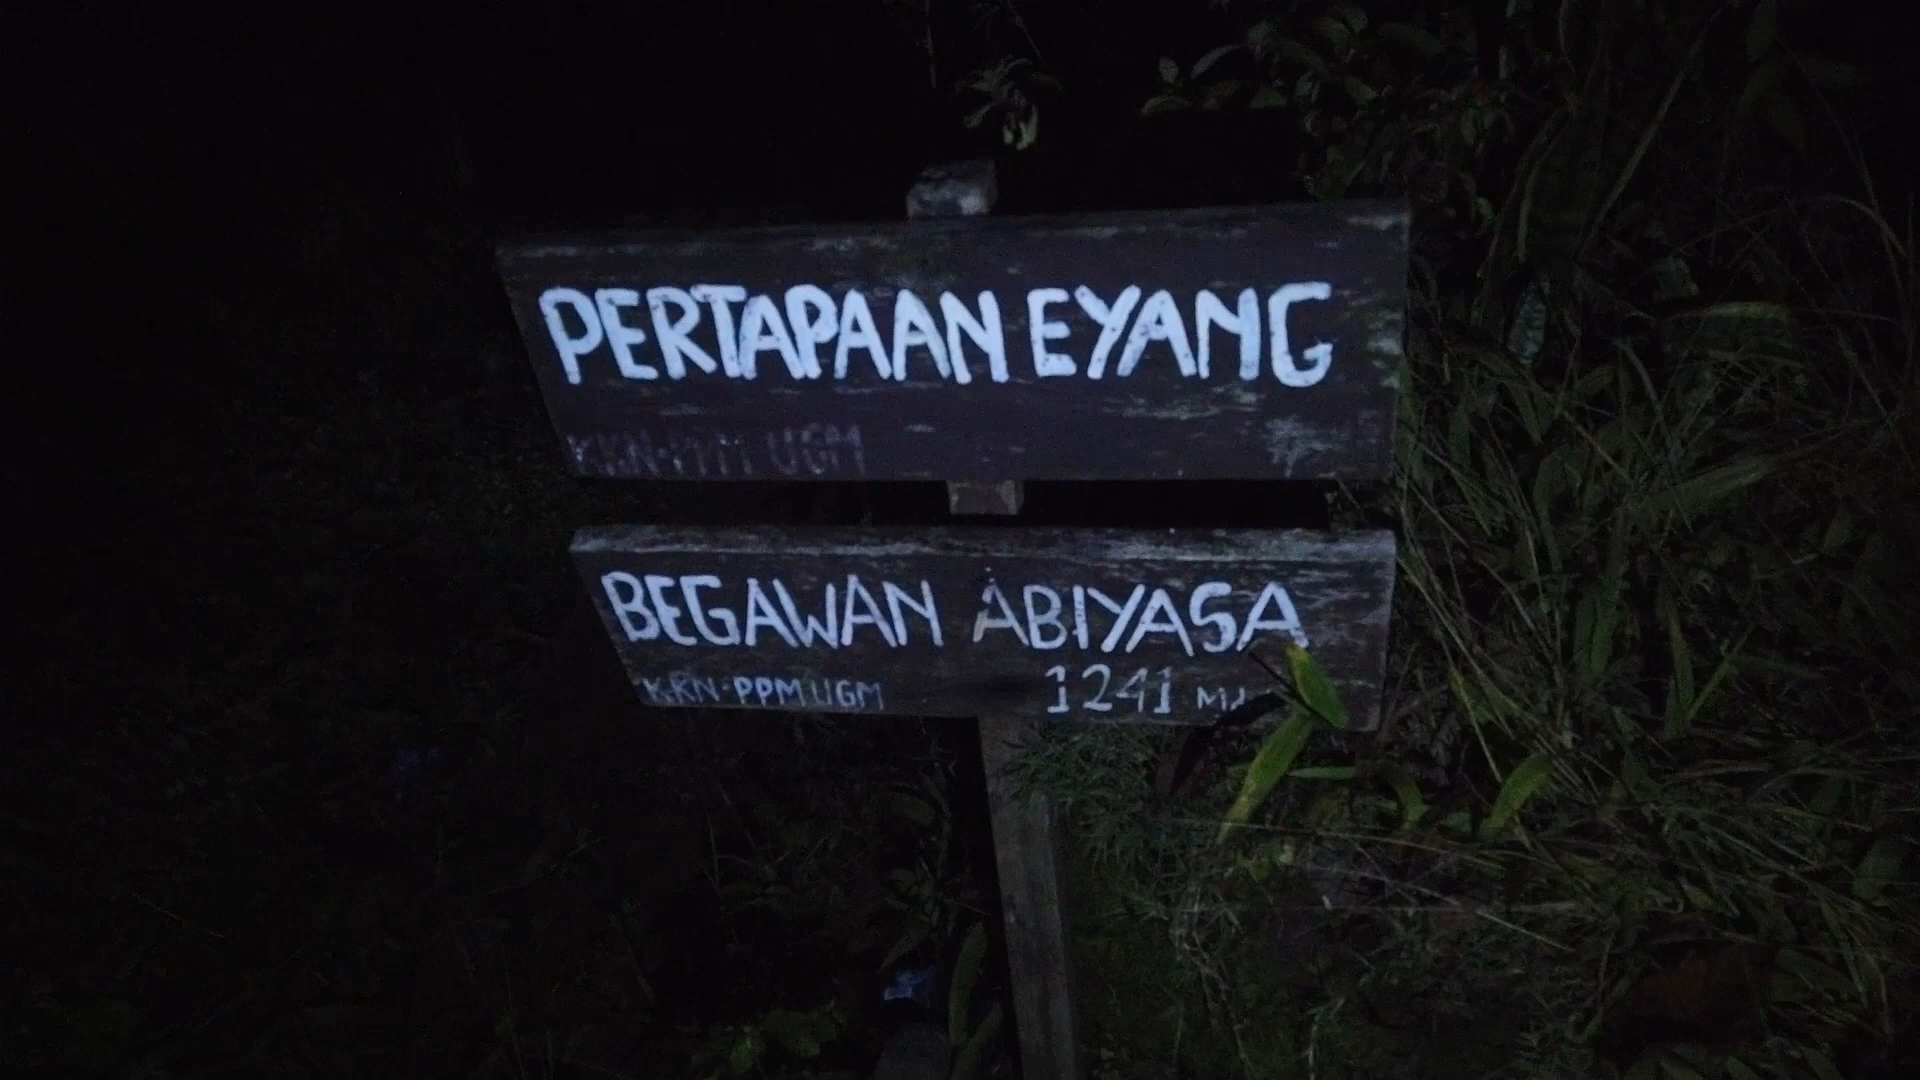 PERTAPAAN EYANG
KKN-PPM UGM
BEGAWAN ABIYASA
KKN-PPM UGM 1241